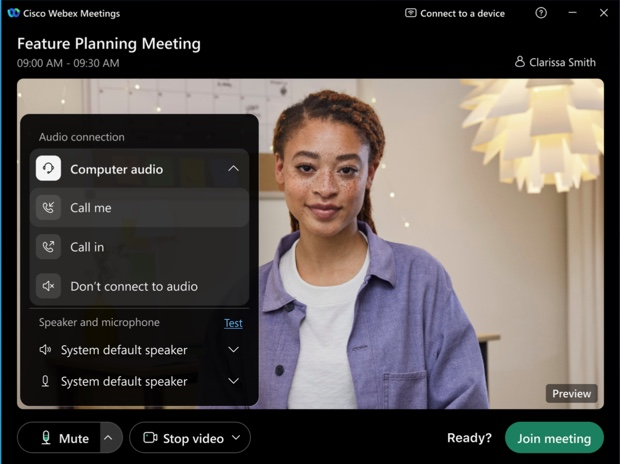 Cisco Webex Meetings
Connect to a device
Feature Planning Meeting
09:00 AM - 09:30 AM
Clarissa Smith
Audio connection
Computer audio
Call me
Call in
Don’t connect to audio
Speaker and microphone Test
System default speaker
System default speaker
Preview
Mute Stop video Ready? Join meeting